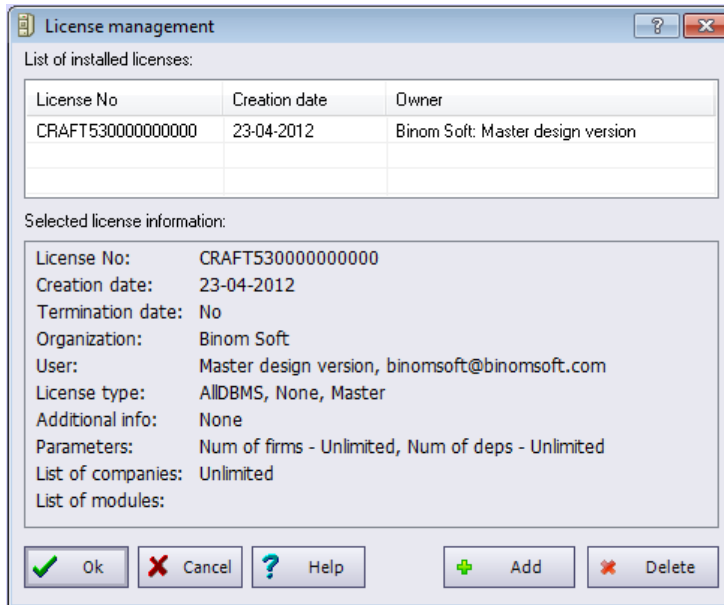 License management
List of installed licenses:
License No Creation date Owner
CRAFT530000000000 23-04-2012 Binom Soft: Master design version
Selected license information:
License No: CRAFT530000000000
Creation date: 23-04-2012
Termination date: No
Organization: Binom Soft
User: Master design version, binomsoft@binomsoft.com
License type: AllDBMS, None, Master
Additional info: None
Parameters: Num of firms - Unlimited, Num of deps - Unlimited
List of companies: Unlimited
List of modules:
Ok Cancel ? Help Add Delete